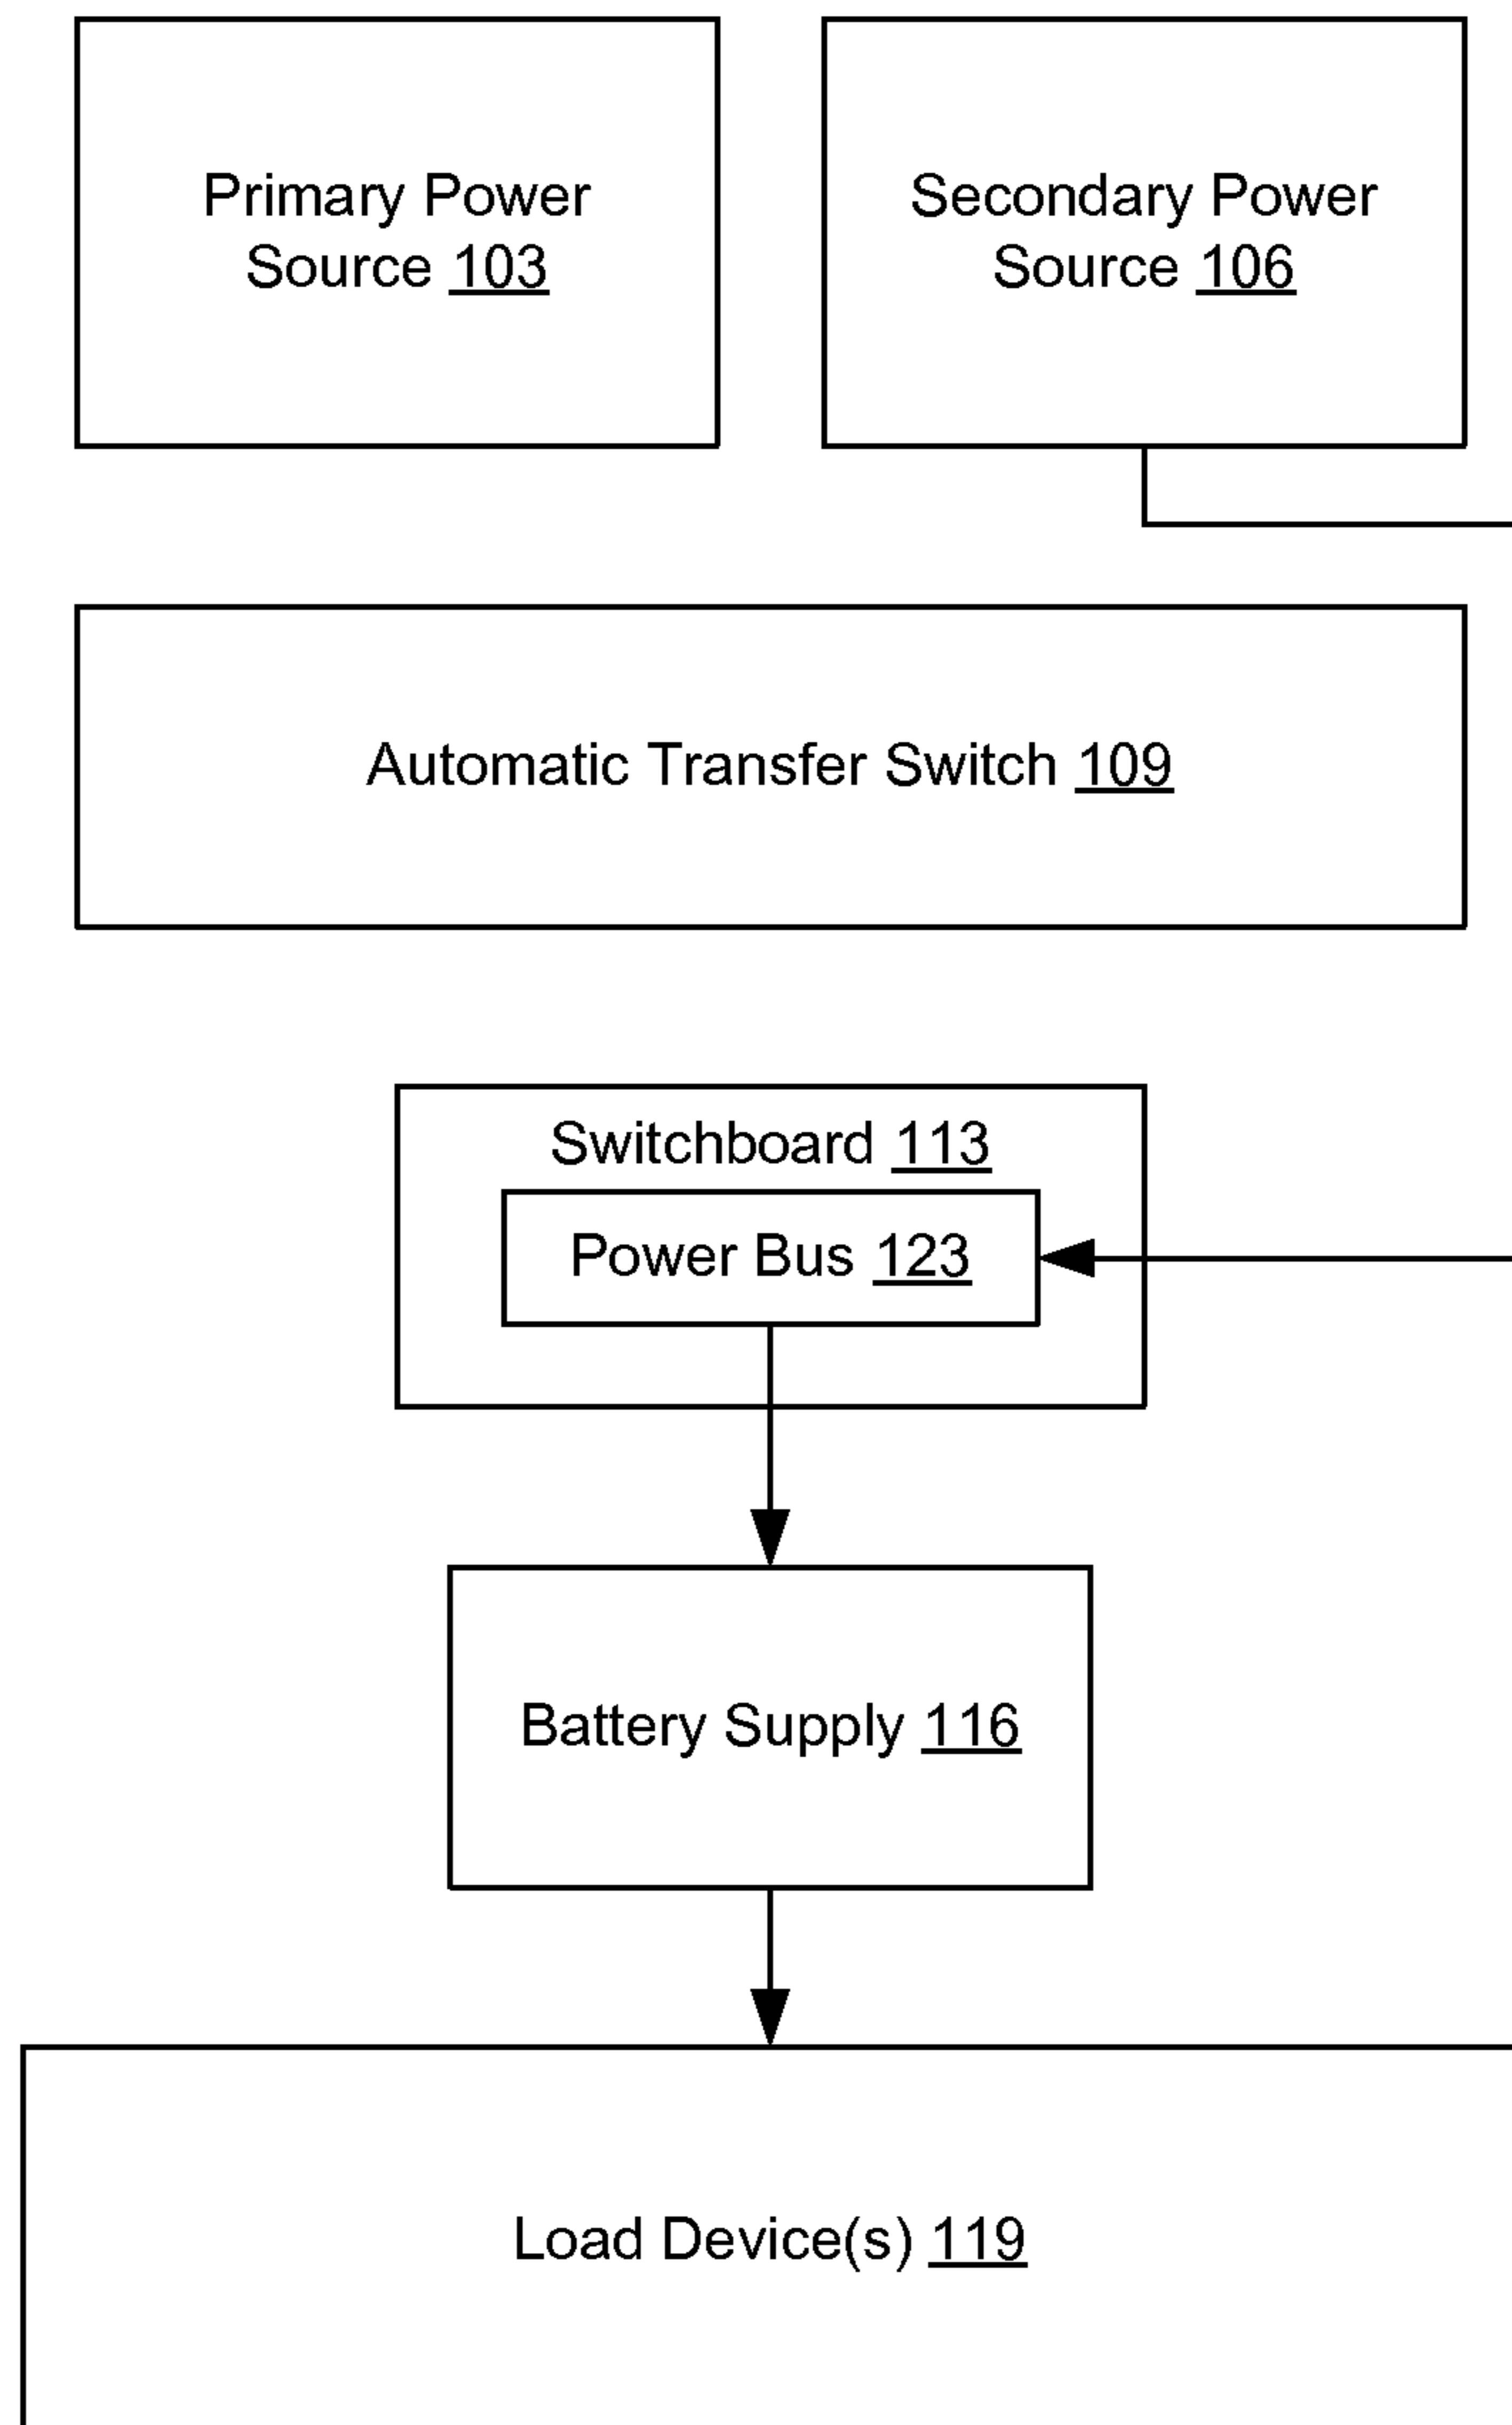 Primary Power
Source 103
Secondary Power
Source 106
Automatic Transfer Switch 109
Switchboard 113
Power Bus 123
Battery Supply 116
Load Device(s) 119